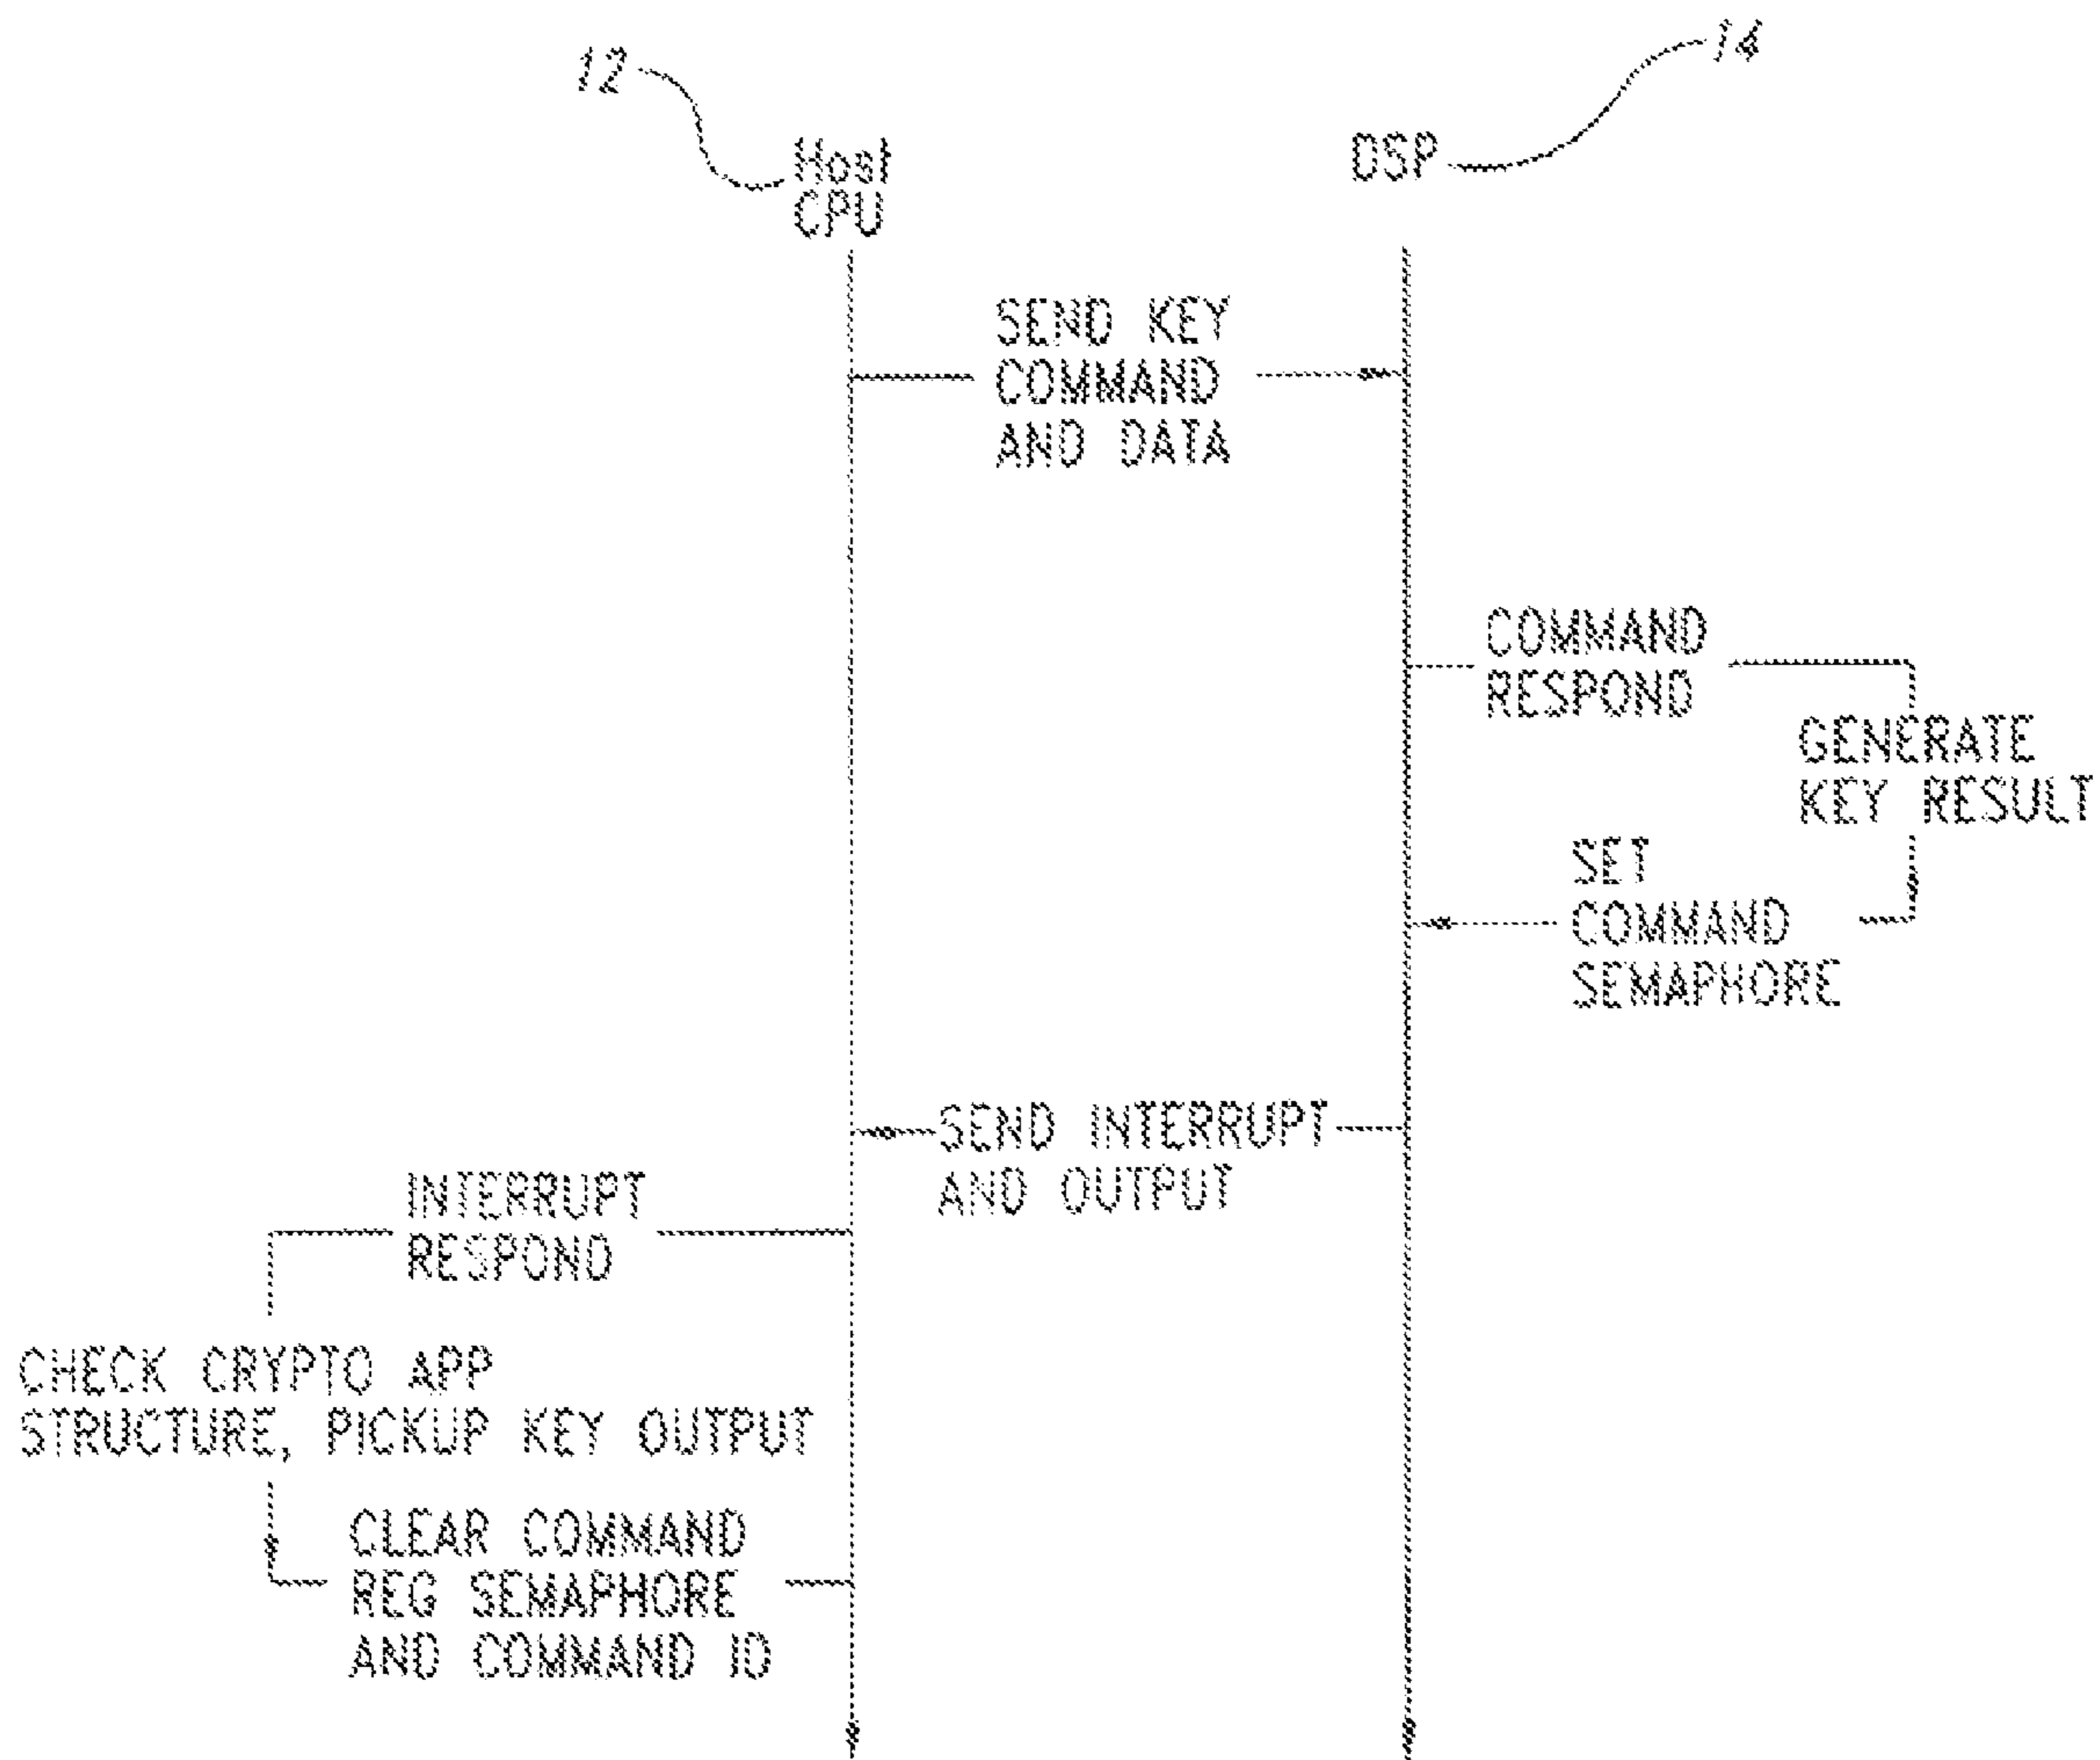 12
14
Host
CPU
DSP
SEND KEY
COMMAND
AND DATA
COMMAND
RESPOND
GENERATE
KEY RESULT
SET
COMMAND
SEMAPHORE
SEND INTERRUPT
AND OUTPUT
INTERRUPT
RESPOND
CHECK CRYPTO APP
STRUCTURE, PICKUP KEY OUTPUT
CLEAR COMMAND
REG SEMAPHORE
AND COMMAND ID